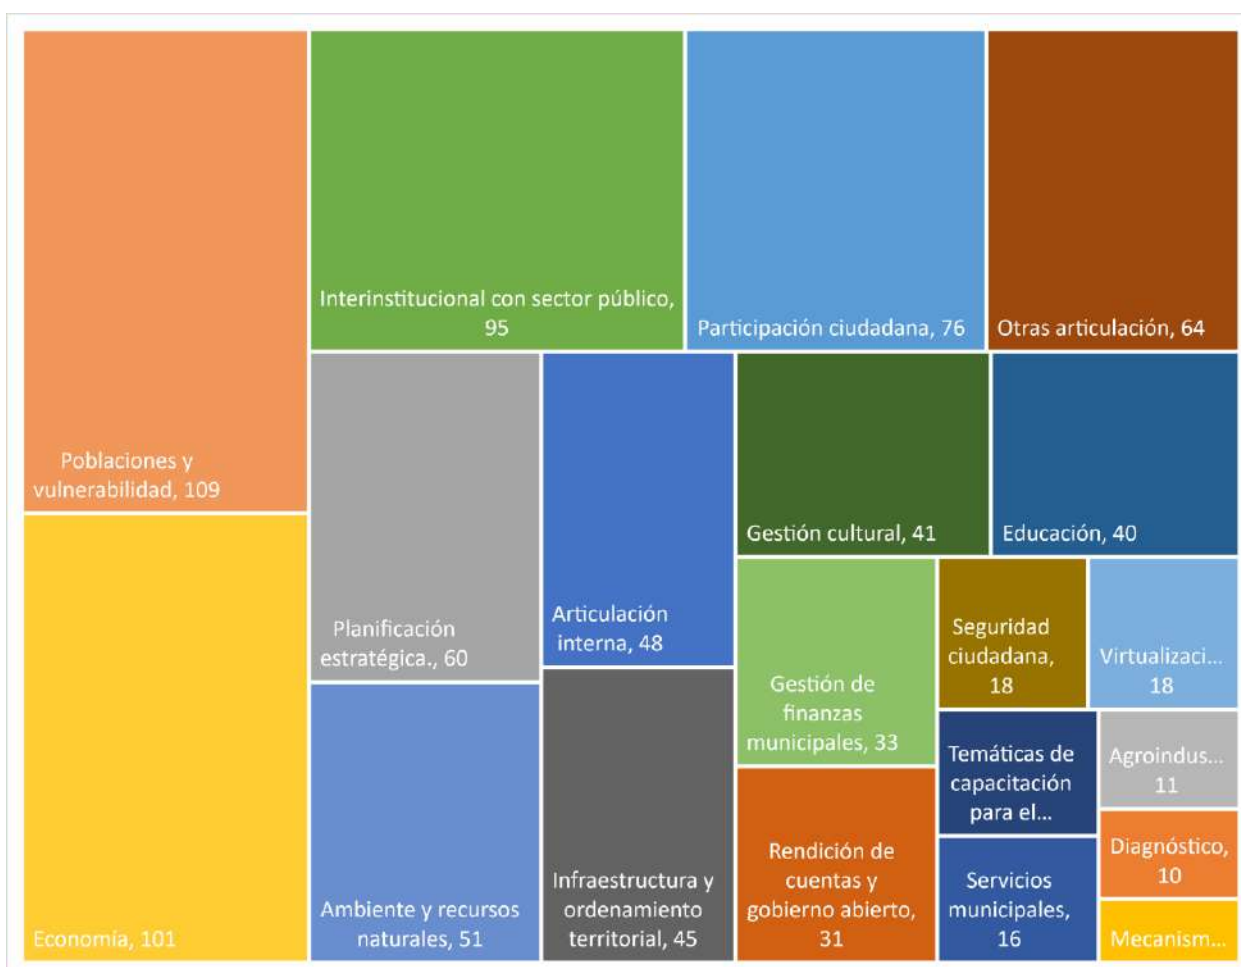 Poblaciones y
vulnerabilidad, 109
Economía, 101
Interinstitucional con sector público,
95
Participación ciudadana, 76
Otras articulación, 64
Planificación
estratégica., 60
Ambiente y recursos
naturales, 51
Articulación
interna, 48
Infraestructura y
ordenamiento
territorial, 45
Gestión cultural, 41
Educación, 40
Gestión de
finanzas
municipales, 33
Rendición de
cuentas y
gobierno abierto,
31
Seguridad
ciudadana,
18
Virtualizaci...
18
Temáticas de
capacitación
para el...
Servicios
municipales,
16
Agroindus...
11
Diagnóstico,
10
Mecanism...